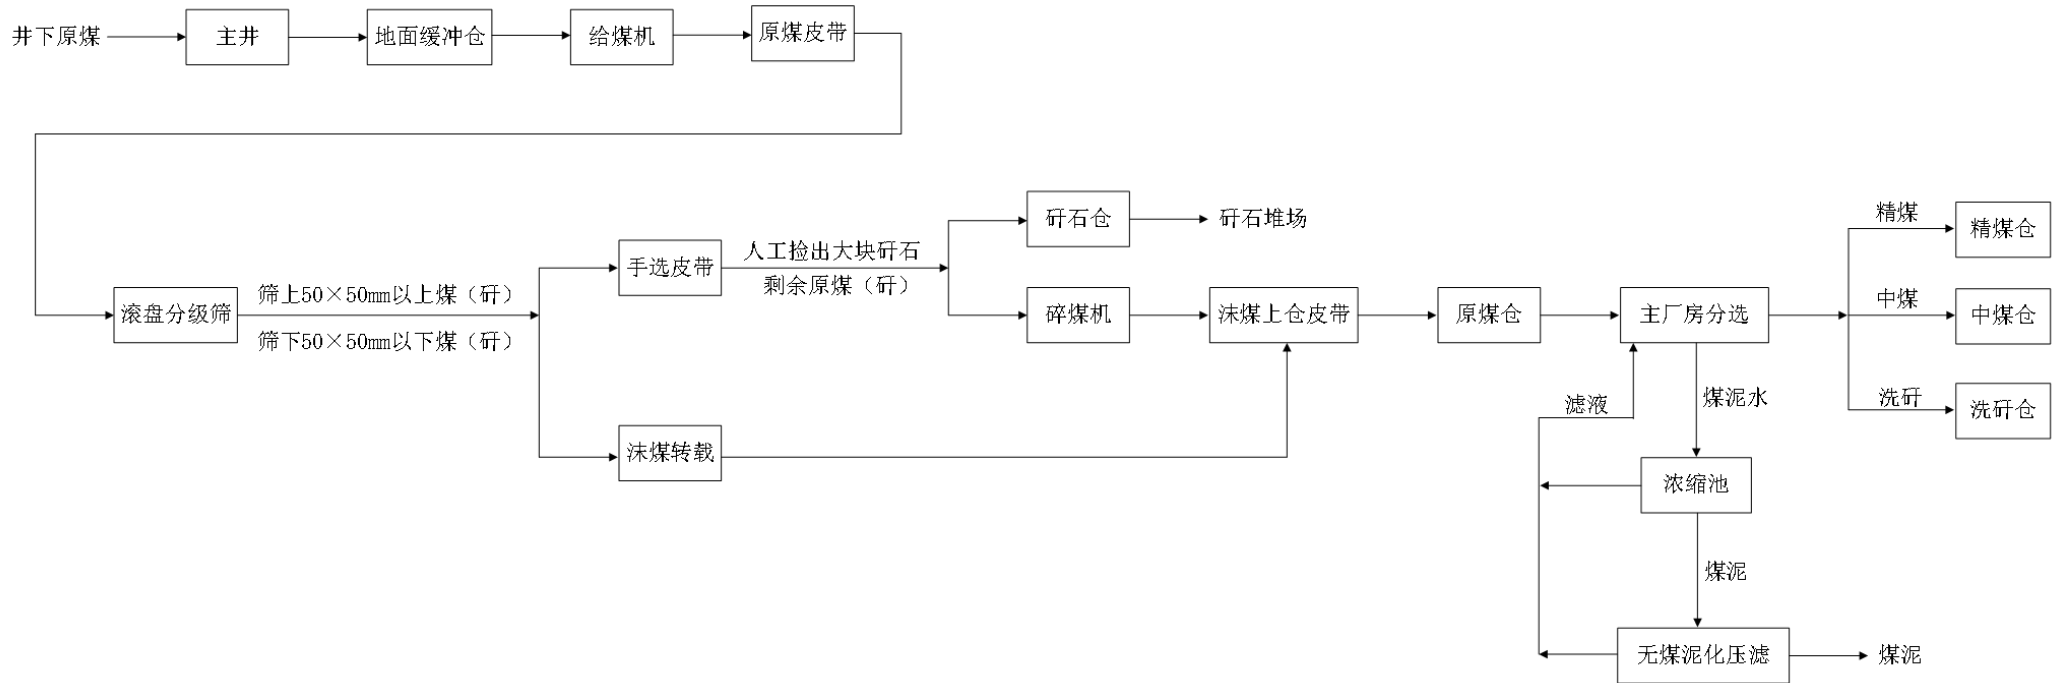 井下原煤
主井
地面缓冲仓
给煤机
原煤皮带
滚盘分级筛
筛上50×50mm以上煤（矸）
筛下50×50mm以下煤（矸）
手选皮带
沫煤转载
人工捡出大块矸石
剩余原煤（矸）
矸石仓
矸石堆场
碎煤机
沫煤上仓皮带
原煤仓
主厂房分选
精煤
精煤仓
中煤
中煤仓
洗矸
洗矸仓
滤液
煤泥水
浓缩池
煤泥
无煤泥化压滤
煤泥